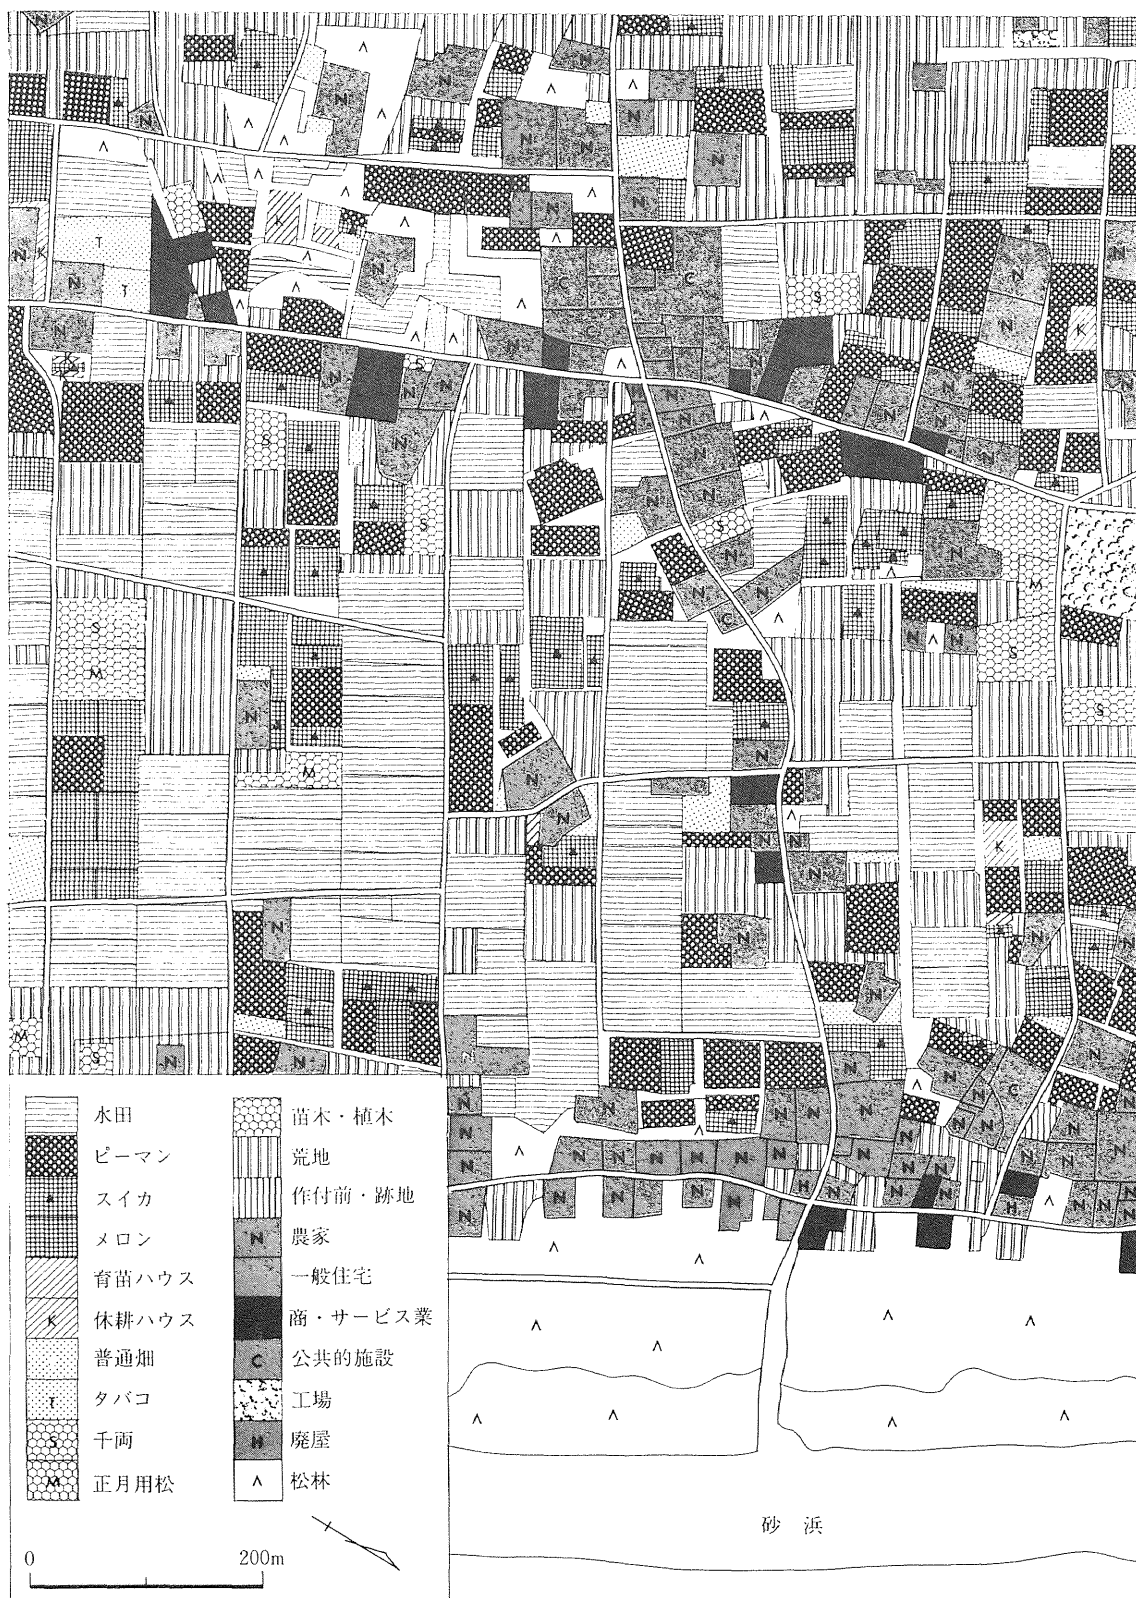 水田
ピーマン
スイカ
メロン
育苗ハウス
K 休耕ハウス
普通畑
T タバコ
S 千両
M 正月用松
苗木・植木
荒地
作付前・跡地
N 農家
一般住宅
商・サービス業
C 公共的施設
工場
H 廃屋
松林
0 200m
砂浜